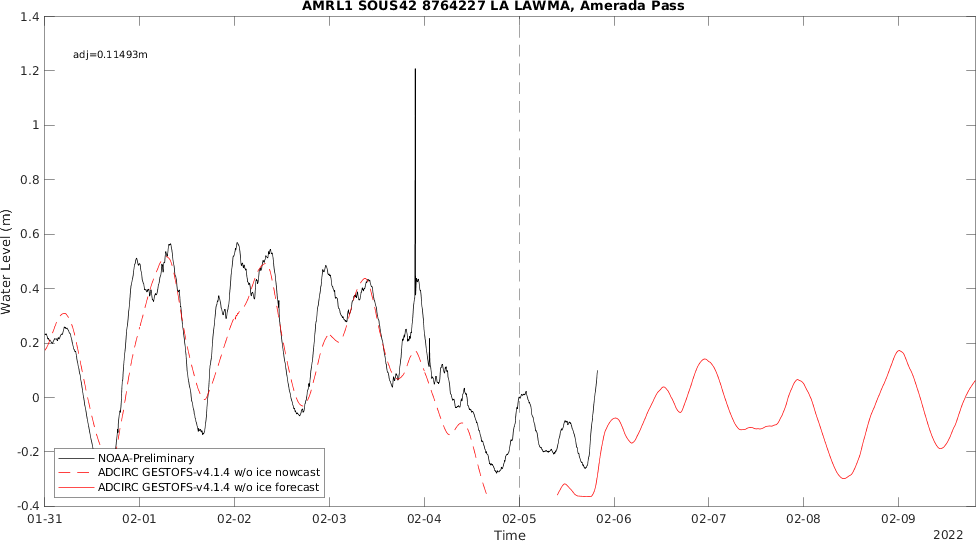 AMRL1 SOUS42 8764227 LA LAWMA, Amerada Pass
adj=0.11493m
Water Level (m)
1.4
1.2
1
0.8
0.6
0.4
0.2
0
-0.2
-0.4
NOAA-Preliminary
ADCIRC GESTOFS-v4.1.4 w/o ice nowcast
ADCIRC GESTOFS-v4.1.4 w/o ice forecast
01-31 02-01 02-02 02-03 02-04 02-05 02-06 02-07 02-08 02-09
Time
2022